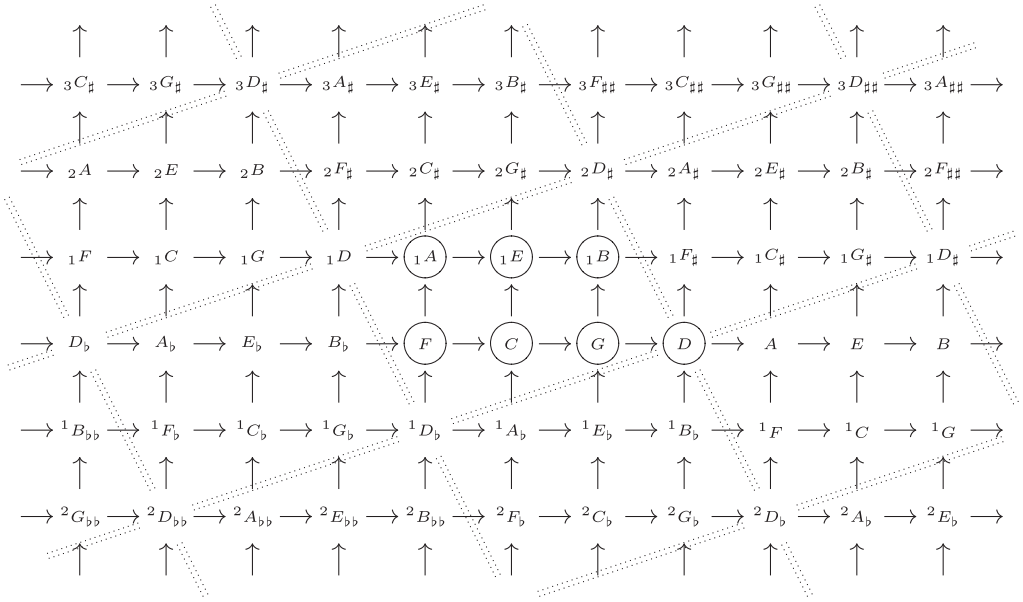 ₃C♯ ₃G♯ ₃D♯ ₃A♯ ₃E♯ ₃B♯ ₃F♯♯ ₃C♯♯ ₃G♯♯ ₃D♯♯ ₃A♯♯
₂A ₂E ₂B ₂F♯ ₂C♯ ₂G♯ ₂D♯ ₂A♯ ₂E♯ ₂B♯ ₂F♯♯
₁F ₁C ₁G ₁D ₁A ₁E ₁B ₁F♯ ₁C♯ ₁G♯ ₁D♯
D♭ A♭ E♭ B♭ F C G D A E B
¹B♭♭ ¹F♭ ¹C♭ ¹G♭ ¹D♭ ¹A♭ ¹E♭ ¹B♭ ¹F ¹C ¹G
²G♭♭ ²D♭♭ ²A♭♭ ²E♭♭ ²B♭♭ ²F♭ ²C♭ ²G♭ ²D♭ ²A♭ ²E♭